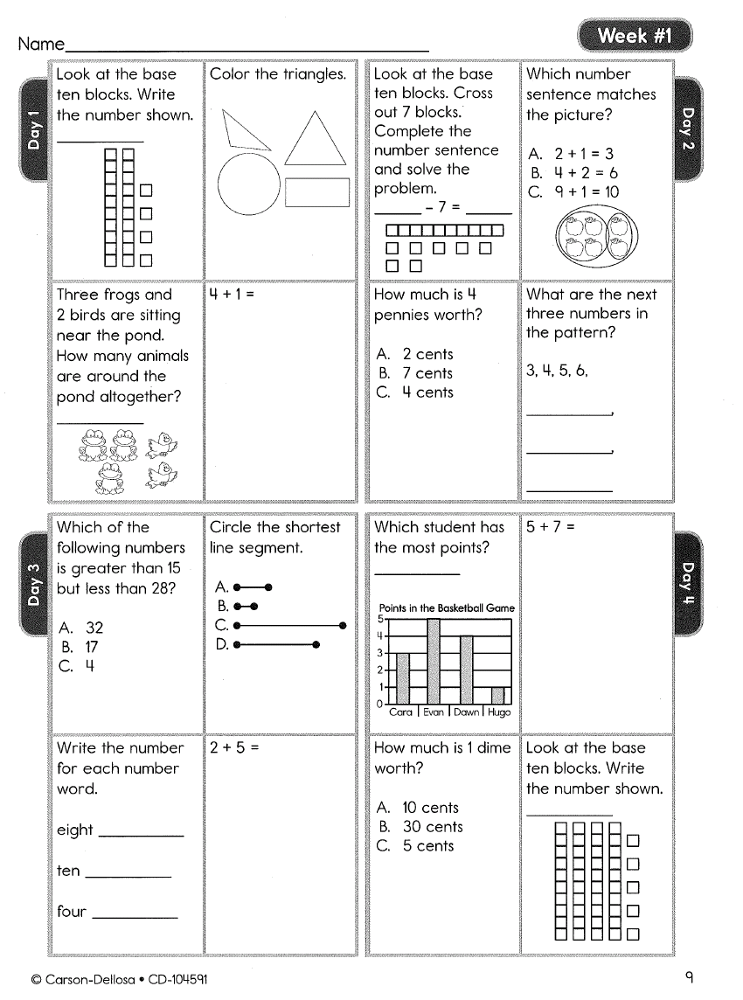 Name
Week #1
Day 1
Look at the base
ten blocks. Write
the number shown.
Color the triangles.
Three frogs and
2 birds are sitting
near the pond.
How many animals
are around the
pond altogether?
4 + 1 =
Day 2
Look at the base
ten blocks. Cross
out 7 blocks.
Complete the
number sentence
and solve the
problem.
______ – 7 = ______
Which number
sentence matches
the picture?
A. 2 + 1 = 3
B. 4 + 2 = 6
C. 9 + 1 = 10
How much is 4
pennies worth?
A. 2 cents
B. 7 cents
C. 4 cents
What are the next
three numbers in
the pattern?
3, 4, 5, 6,
__________,
__________,
__________
Day 3
Which of the
following numbers
is greater than 15
but less than 28?
A. 32
B. 17
C. 4
Circle the shortest
line segment.
A.
B.
C.
D.
Write the number
for each number
word.
eight __________
ten __________
four __________
2 + 5 =
Day 4
Which student has
the most points?
Points in the Basketball Game
5
4
3
2
1
0
Cara Evan Dawn Hugo
5 + 7 =
How much is 1 dime
worth?
A. 10 cents
B. 30 cents
C. 5 cents
Look at the base
ten blocks. Write
the number shown.
© Carson-Dellosa • CD-104591
9